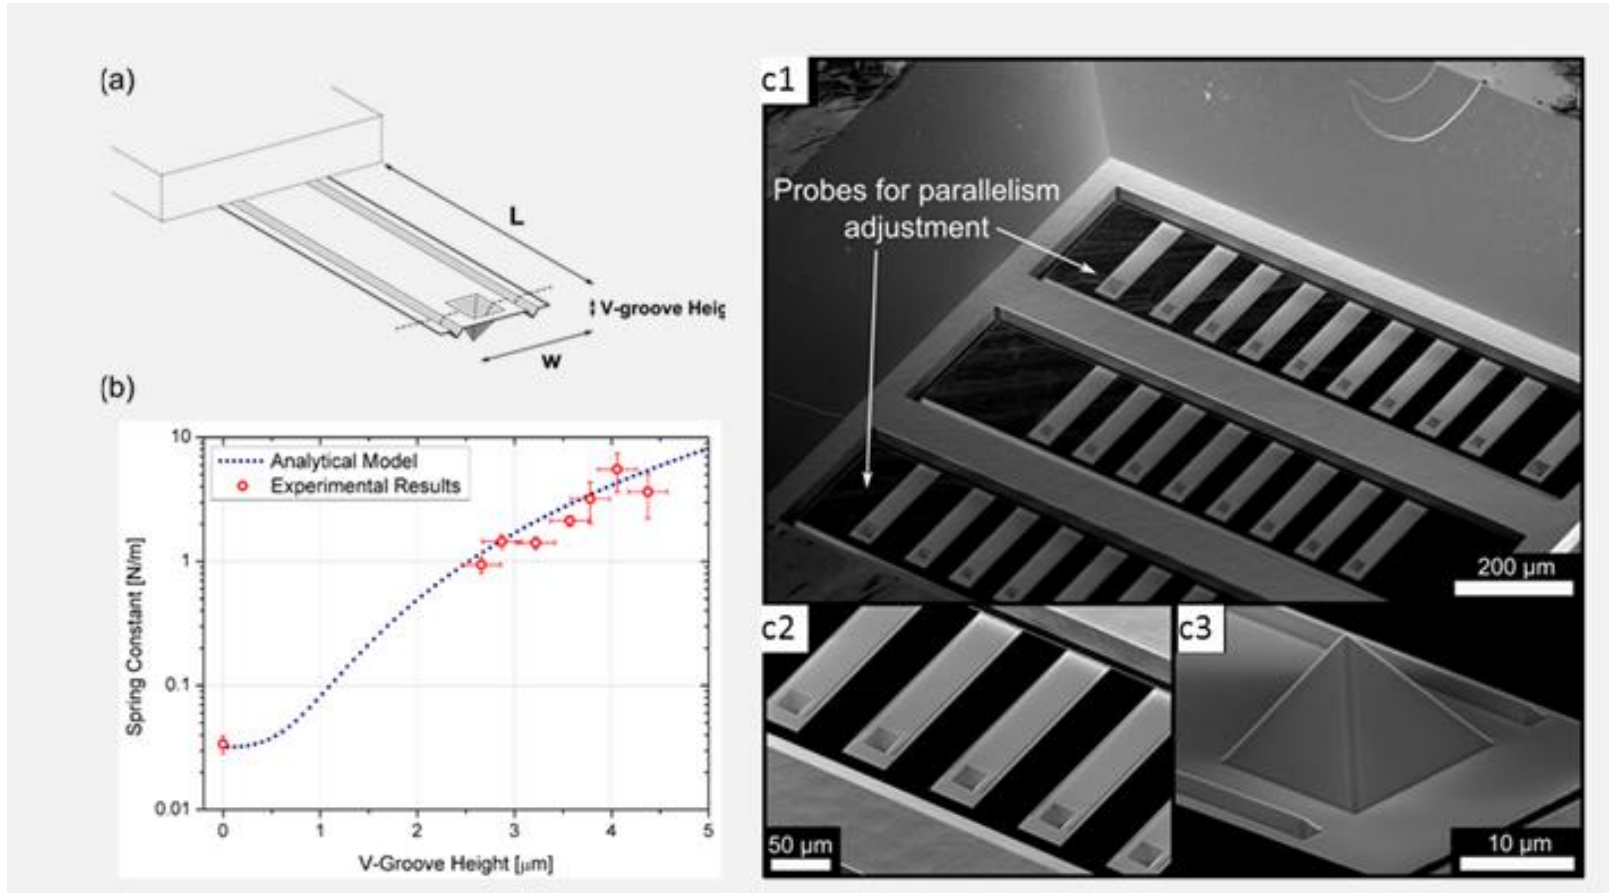 (a)
L
V-groove Heig
w
(b)
10
1
0.1
0.01
Spring Constant [N/m]
Analytical Model
Experimental Results
0 1 2 3 4 5
V-Groove Height [μm]
c1
Probes for parallelism
adjustment
200 μm
c2
50 μm
c3
10 μm